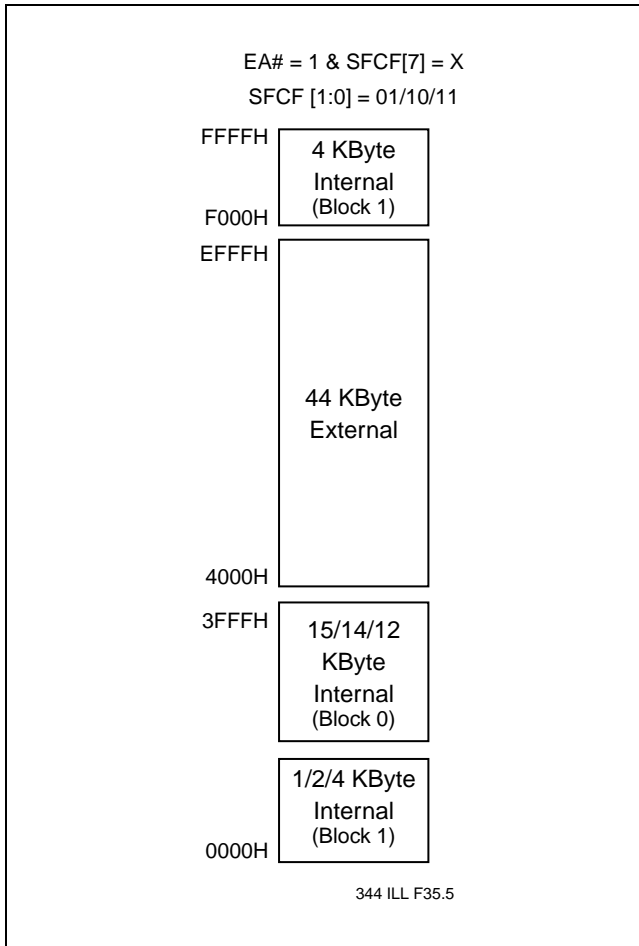 EA# = 1 & SFCF[7] = X
SFCF [1:0] = 01/10/11
FFFFH
4 KByte
Internal
(Block 1)
F000H
EFFFH
44 KByte
External
4000H
3FFFH
15/14/12
KByte
Internal
(Block 0)
1/2/4 KByte
Internal
(Block 1)
0000H
344 ILL F35.5